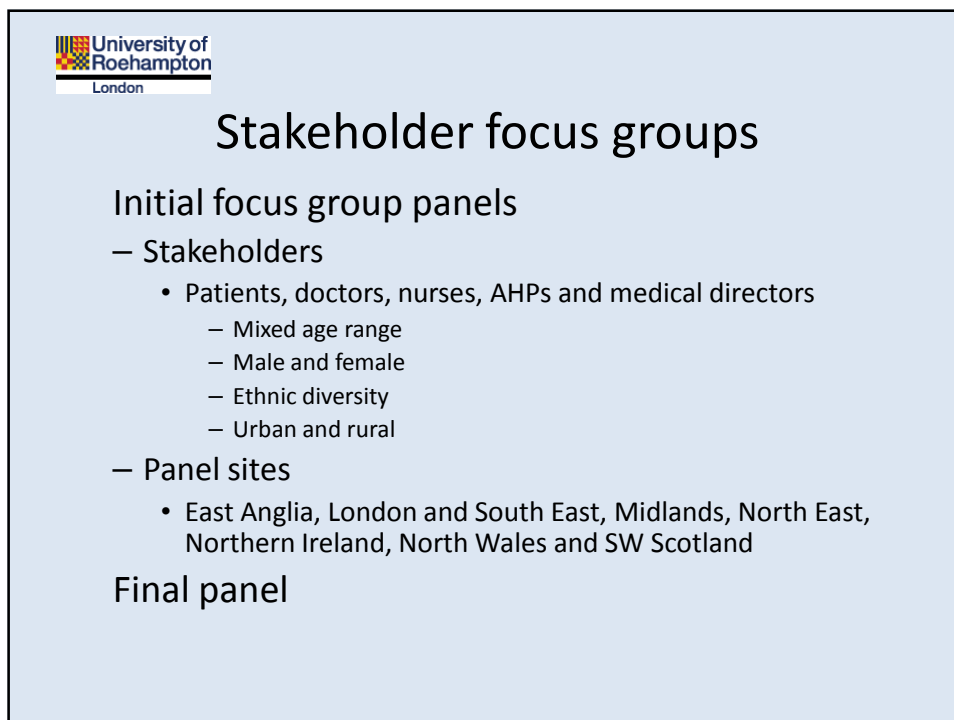 University of
Roehampton
London
Stakeholder focus groups
Initial focus group panels
– Stakeholders
• Patients, doctors, nurses, AHPs and medical directors
– Mixed age range
– Male and female
– Ethnic diversity
– Urban and rural
– Panel sites
• East Anglia, London and South East, Midlands, North East,
Northern Ireland, North Wales and SW Scotland
Final panel